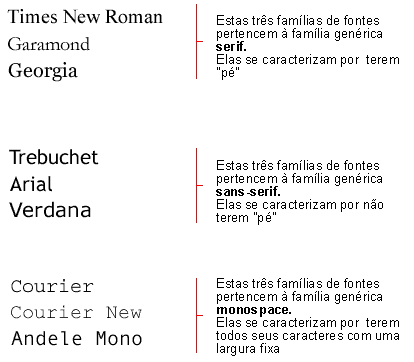 Times New Roman
Garamond
Georgia
Estas três famílias de fontes
pertencem à família genérica
serif.
Elas se caracterizam por terem
"pé"
Trebuchet
Arial
Verdana
Estas três famílias de fontes
pertencem à família genérica
sans-serif.
Elas se caracterizam por não
terem "pé"
Courier
Courier New
Andele Mono
Estas três famílias de fontes
pertencem à família genérica
monospace.
Elas se caracterizam por terem
todos seus caracteres com uma
largura fixa